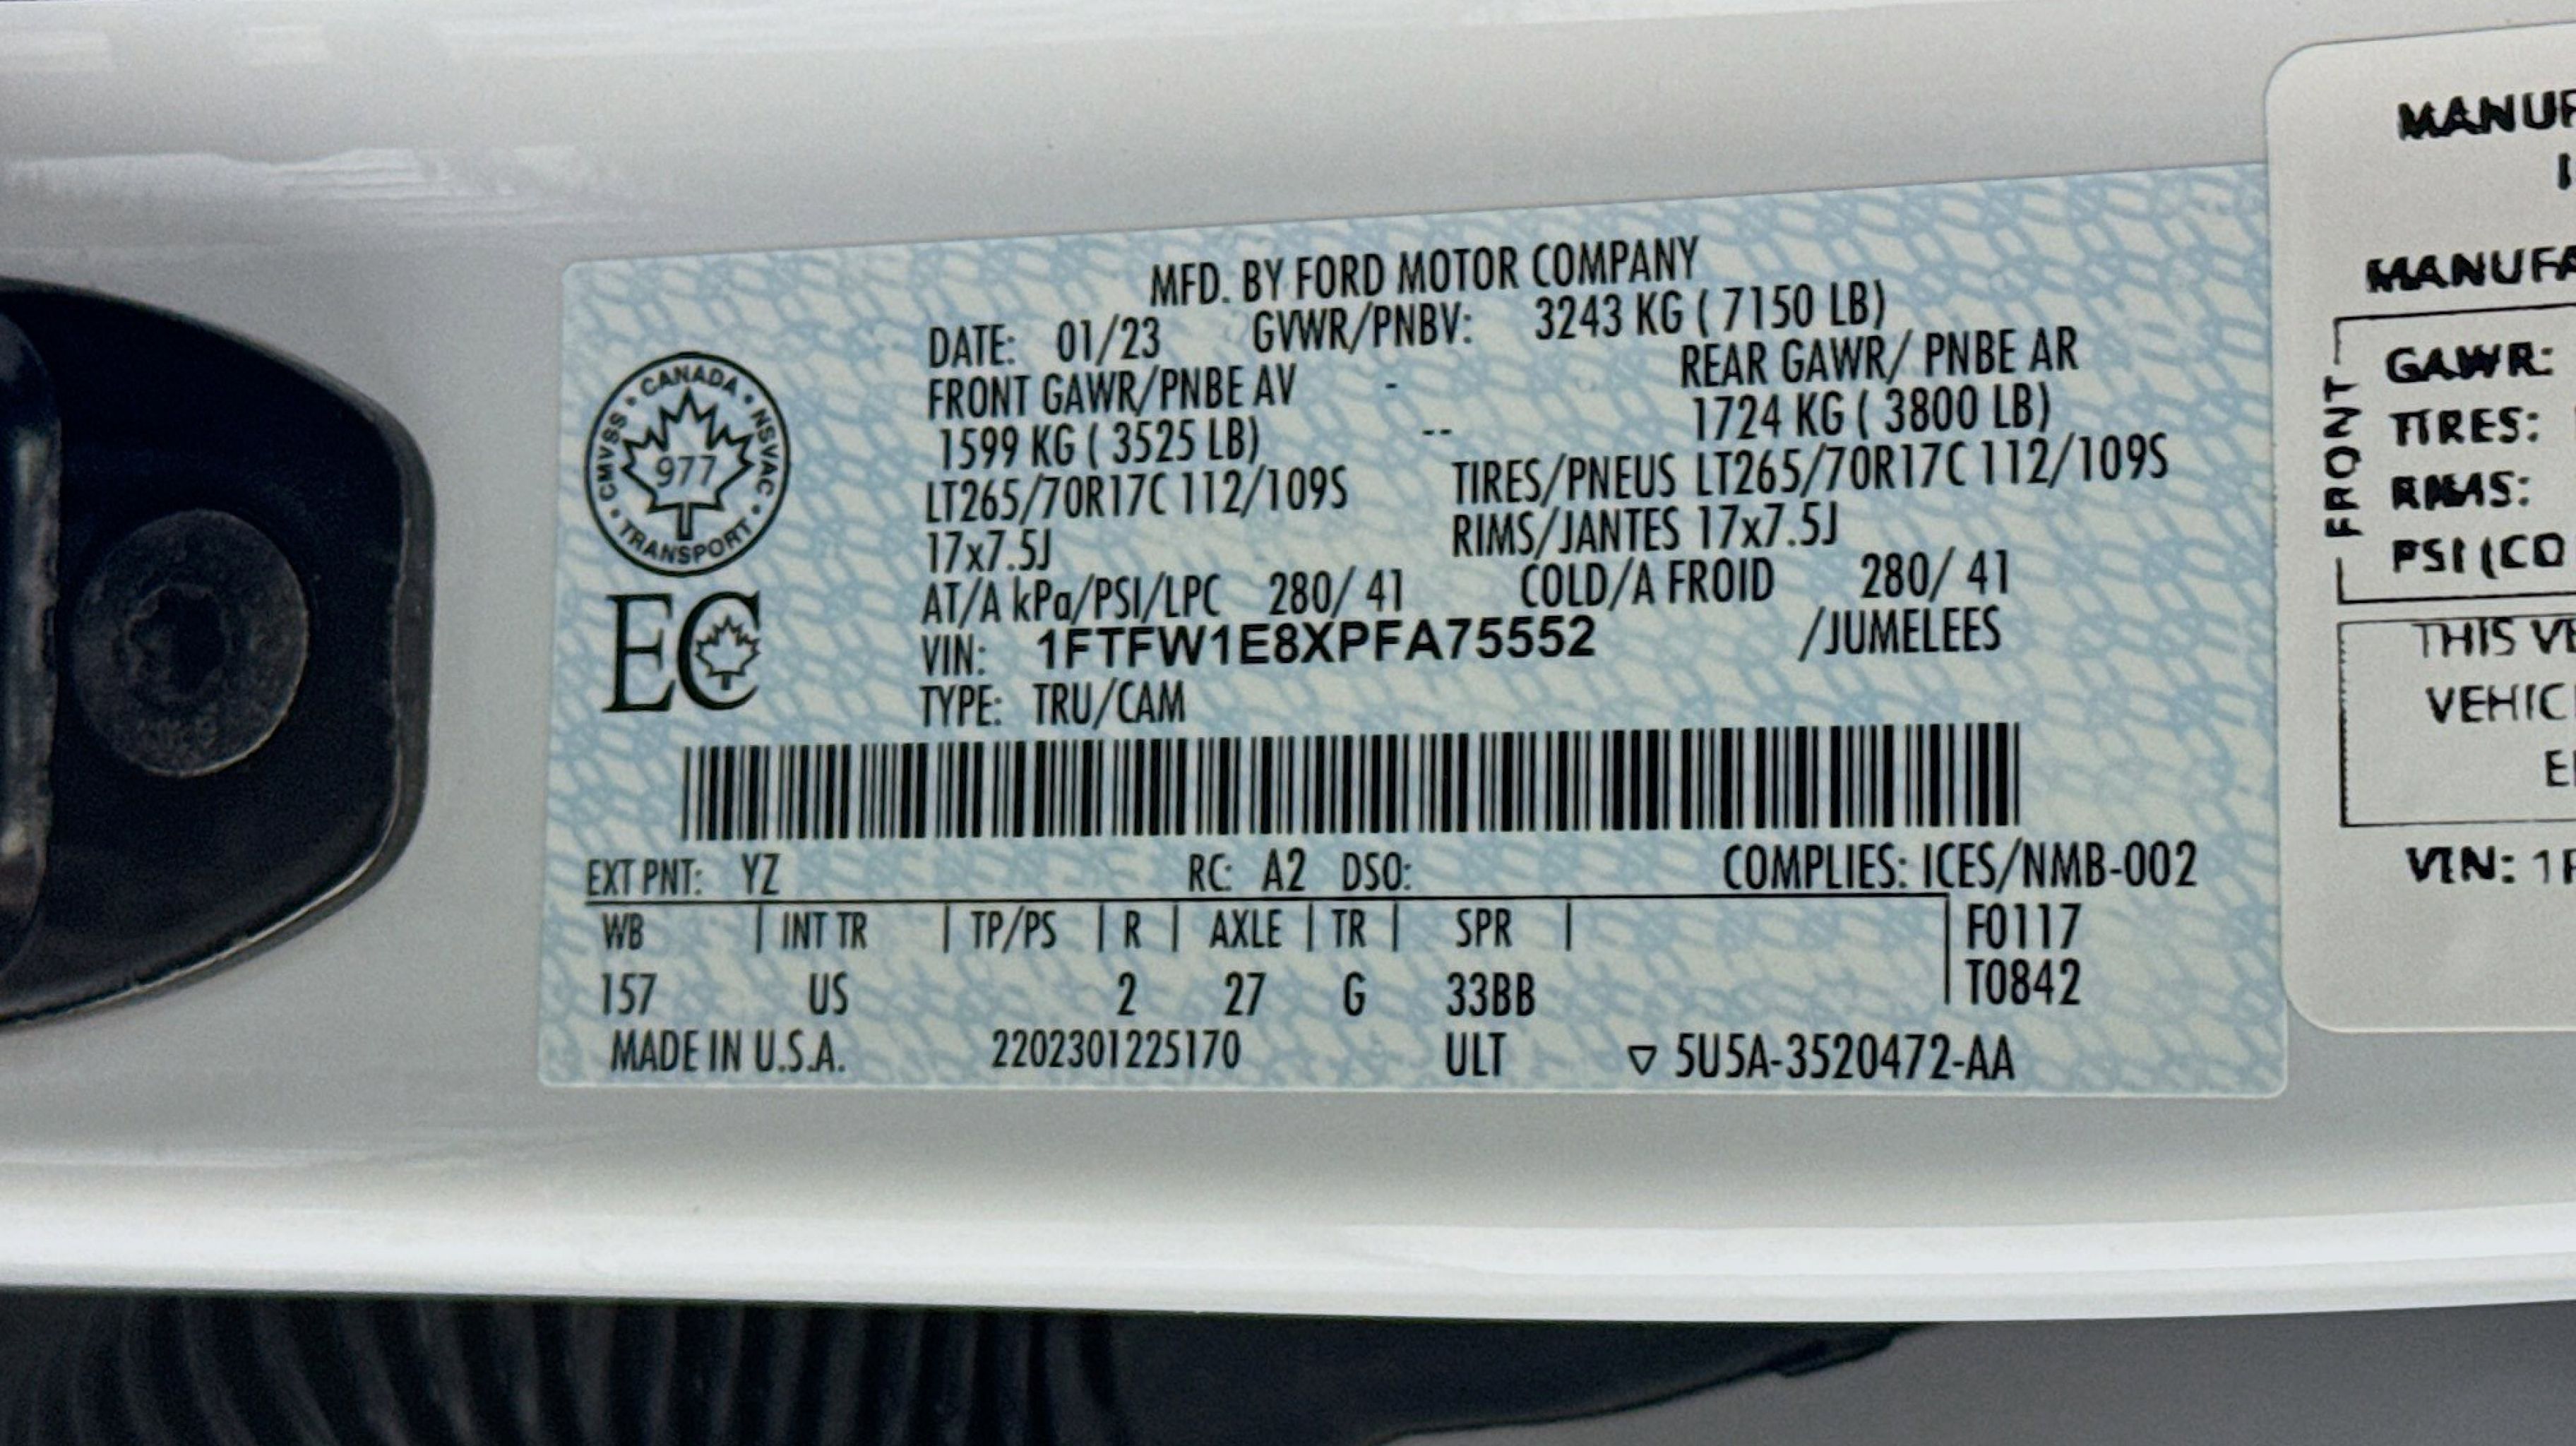 MFD. BY FORD MOTOR COMPANY
DATE: 01/23 GVWR/PNBV: 3243 KG ( 7150 LB)
FRONT GAWR/PNBE AV - REAR GAWR/ PNBE AR
1599 KG ( 3525 LB) -- 1724 KG ( 3800 LB)
LT265/70R17C 112/109S TIRES/PNEUS LT265/70R17C 112/109S
17x7.5J RIMS/JANTES 17x7.5J
AT/A kPa/PSI/LPC 280/ 41 COLD/A FROID 280/ 41
VIN: 1FTFW1E8XPFA75552 /JUMELEES
TYPE: TRU/CAM
CANADA • NSVAC • TRANSPORT • CMVSS •
977
EC
EXT PNT: YZ RC: A2 DSO: COMPLIES: ICES/NMB-002
WB | INT TR | TP/PS | R | AXLE | TR | SPR | F0117
157 US 2 27 G 33BB T0842
MADE IN U.S.A. 2202301225170 ULT ▽ 5U5A-3520472-AA
MANUF
I
MANUFA
FRONT
GAWR:
TIRES:
RIMS:
PSI (CO
THIS VE
VEHIC
VIN: 1F